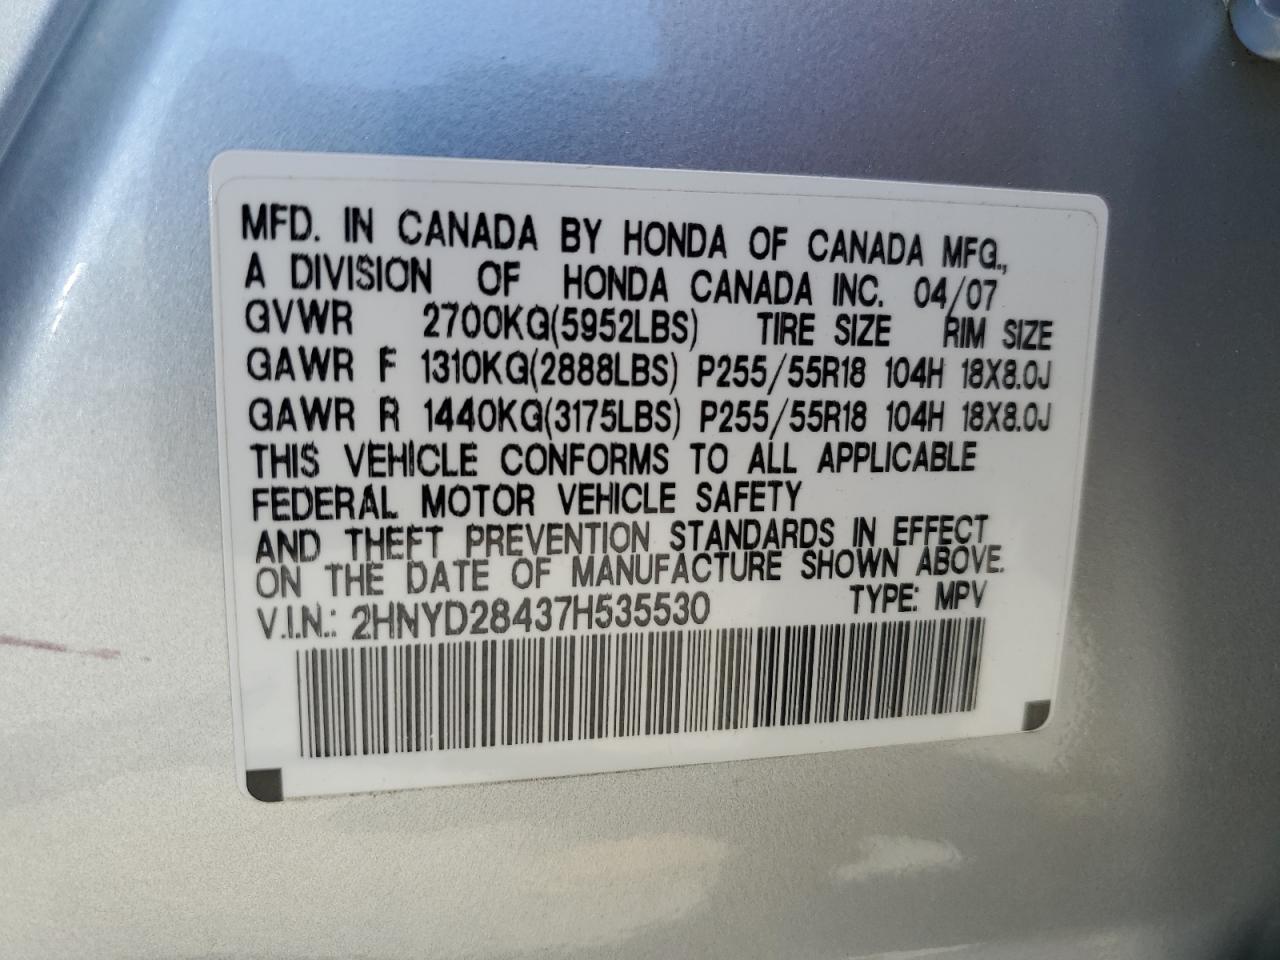 MFD. IN CANADA BY HONDA OF CANADA MFG.,
A DIVISION OF HONDA CANADA INC. 04/07
GVWR 2700KG(5952LBS) TIRE SIZE RIM SIZE
GAWR F 1310KG(2888LBS) P255/55R18 104H 18X8.0J
GAWR R 1440KG(3175LBS) P255/55R18 104H 18X8.0J
THIS VEHICLE CONFORMS TO ALL APPLICABLE
FEDERAL MOTOR VEHICLE SAFETY
AND THEFT PREVENTION STANDARDS IN EFFECT
ON THE DATE OF MANUFACTURE SHOWN ABOVE.
V.I.N.: 2HNYD28437H535530 TYPE: MPV